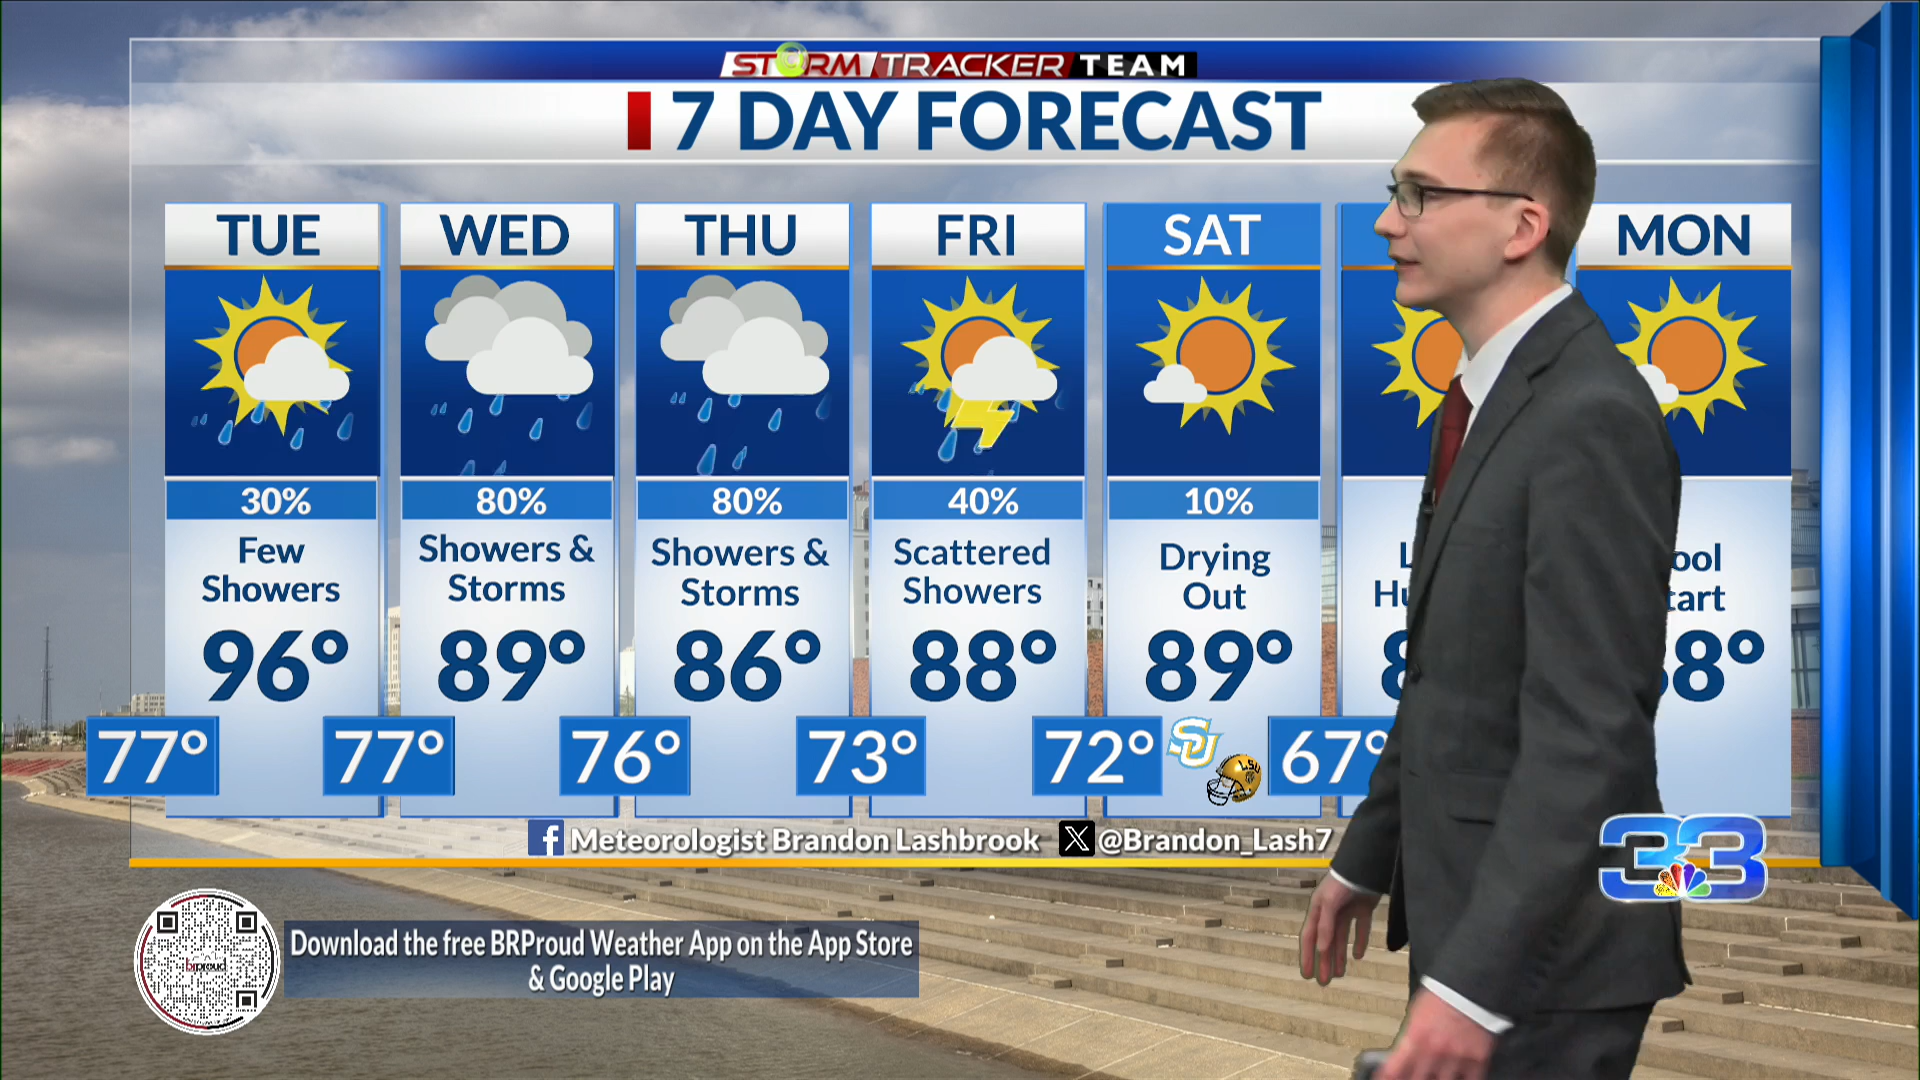 STORM TRACKER TEAM
7 DAY FORECAST
TUE
WED
THU
FRI
SAT
MON
30%
80%
80%
40%
10%
Few
Showers
Showers &
Storms
Showers &
Storms
Scattered
Showers
Drying
Out
96°
89°
86°
88°
89°
77°
77°
76°
73°
72°
67°
SU
LSU
Meteorologist Brandon Lashbrook
@Brandon_Lash7
33
brproud
Download the free BRProud Weather App on the App Store
& Google Play